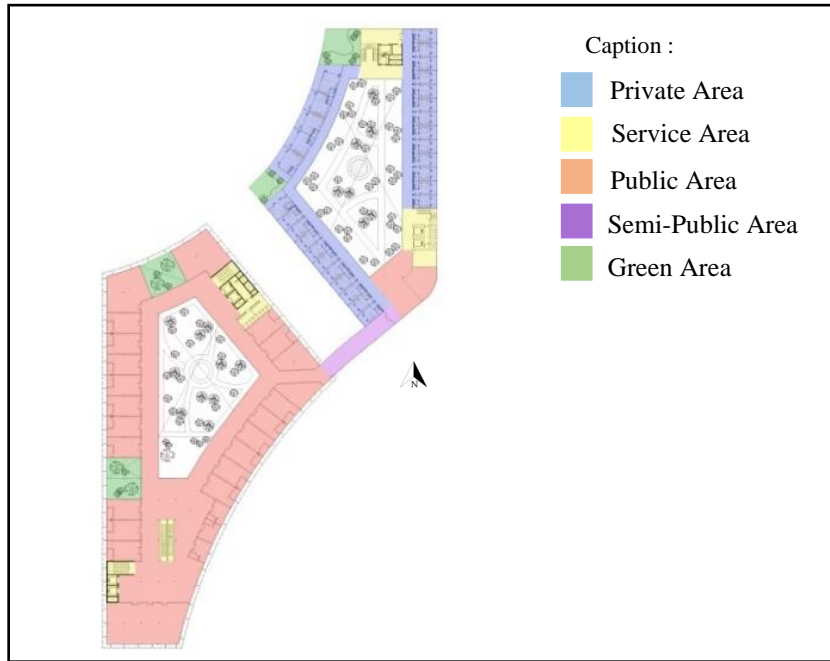 Caption :
Private Area
Service Area
Public Area
Semi-Public Area
Green Area
N